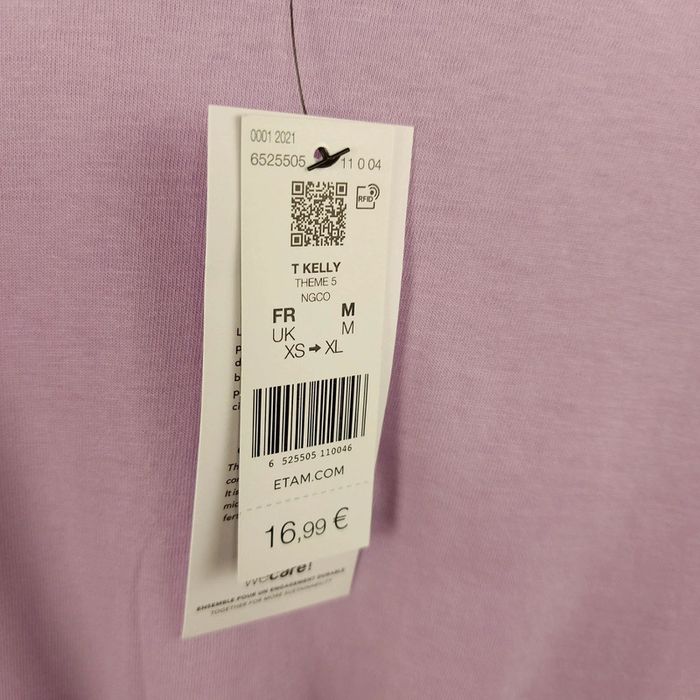 0001 2021
6525505 11 0 04
RFID
T KELLY
THEME 5
NGCO
FR M
UK M
XS → XL
6 525505 110046
ETAM.COM
16,99 €
WeCare!
ENSEMBLE POUR UN ENGAGEMENT DURABLE
TOGETHER FOR MORE SUSTAINABILITY